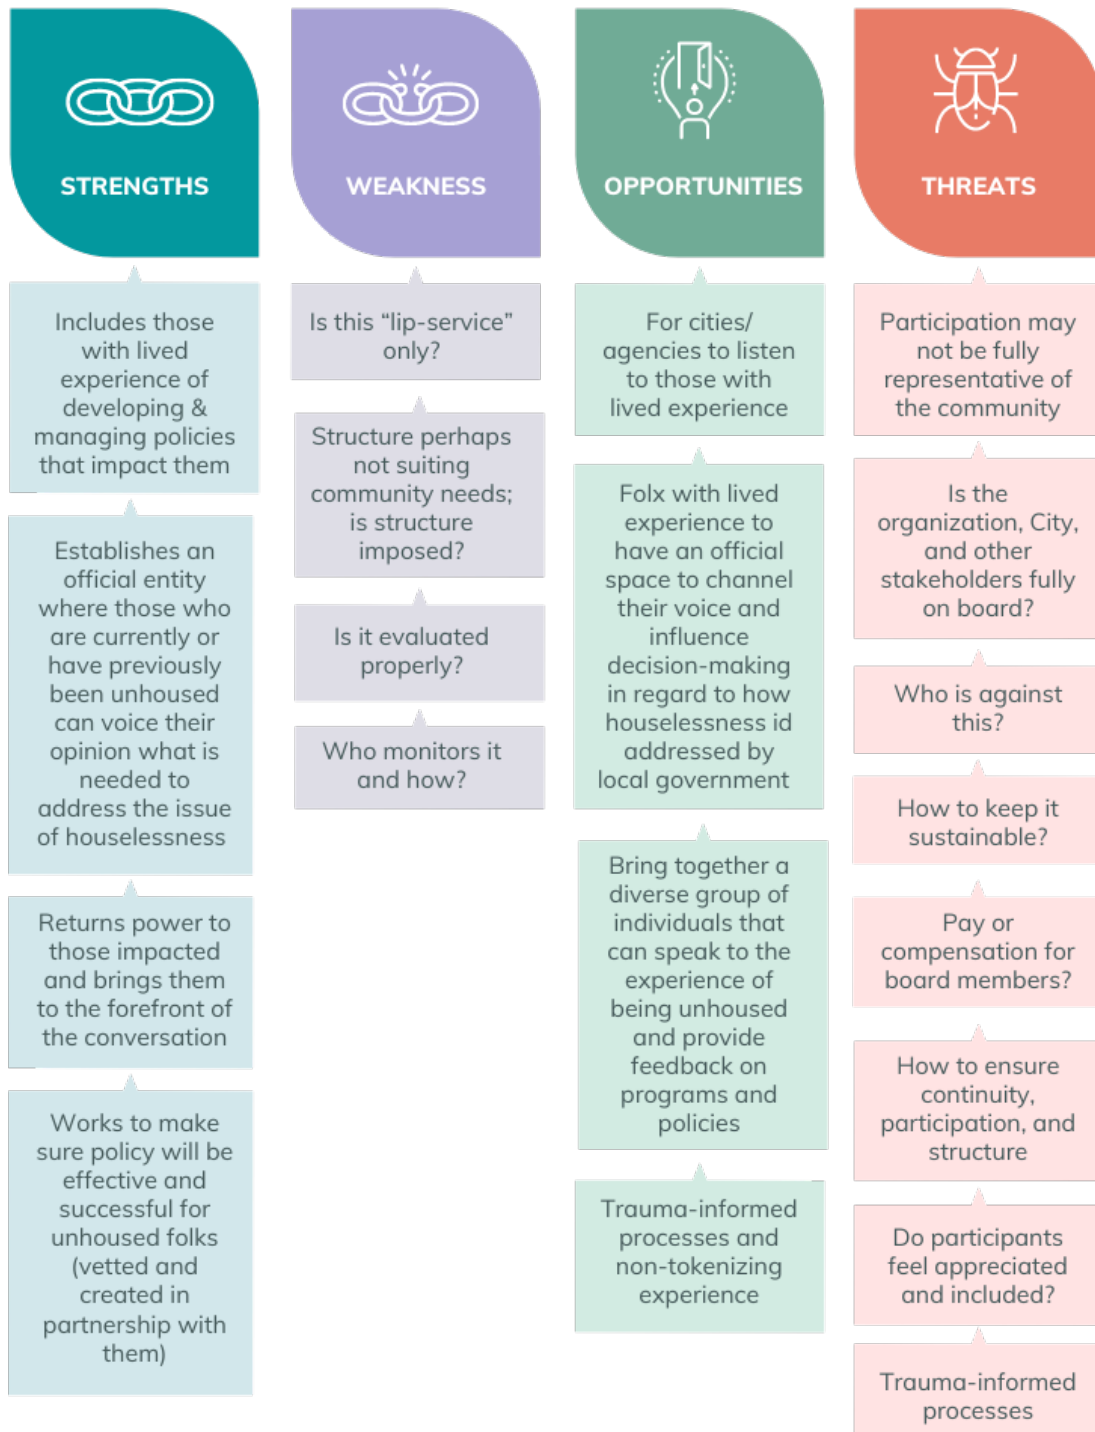 STRENGTHS
Includes those
with lived
experience of
developing &
managing policies
that impact them
Establishes an
official entity
where those who
are currently or
have previously
been unhoused
can voice their
opinion what is
needed to
address the issue
of houselessness
Returns power to
those impacted
and brings them
to the forefront of
the conversation
Works to make
sure policy will be
effective and
successful for
unhoused folks
(vetted and
created in
partnership with
them)
WEAKNESS
Is this “lip-service”
only?
Structure perhaps
not suiting
community needs;
is structure
imposed?
Is it evaluated
properly?
Who monitors it
and how?
OPPORTUNITIES
For cities/
agencies to listen
to those with
lived experience
Folx with lived
experience to
have an official
space to channel
their voice and
influence
decision-making
in regard to how
houselessness id
addressed by
local government
Bring together a
diverse group of
individuals that
can speak to the
experience of
being unhoused
and provide
feedback on
programs and
policies
Trauma-informed
processes and
non-tokenizing
experience
THREATS
Participation may
not be fully
representative of
the community
Is the
organization, City,
and other
stakeholders fully
on board?
Who is against
this?
How to keep it
sustainable?
Pay or
compensation for
board members?
How to ensure
continuity,
participation, and
structure
Do participants
feel appreciated
and included?
Trauma-informed
processes